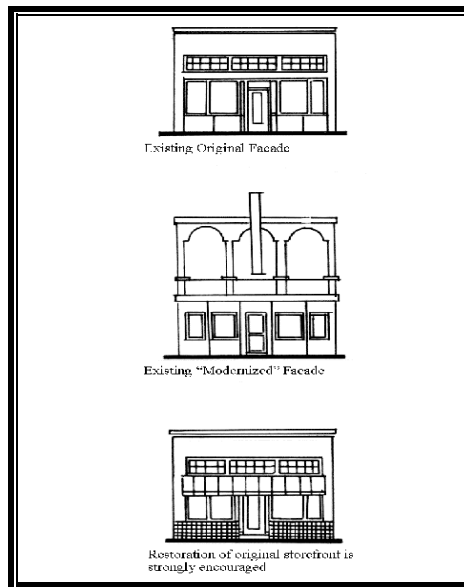 Existing Original Facade
Existing “Modernized” Facade
Restoration of original storefront is
strongly encouraged